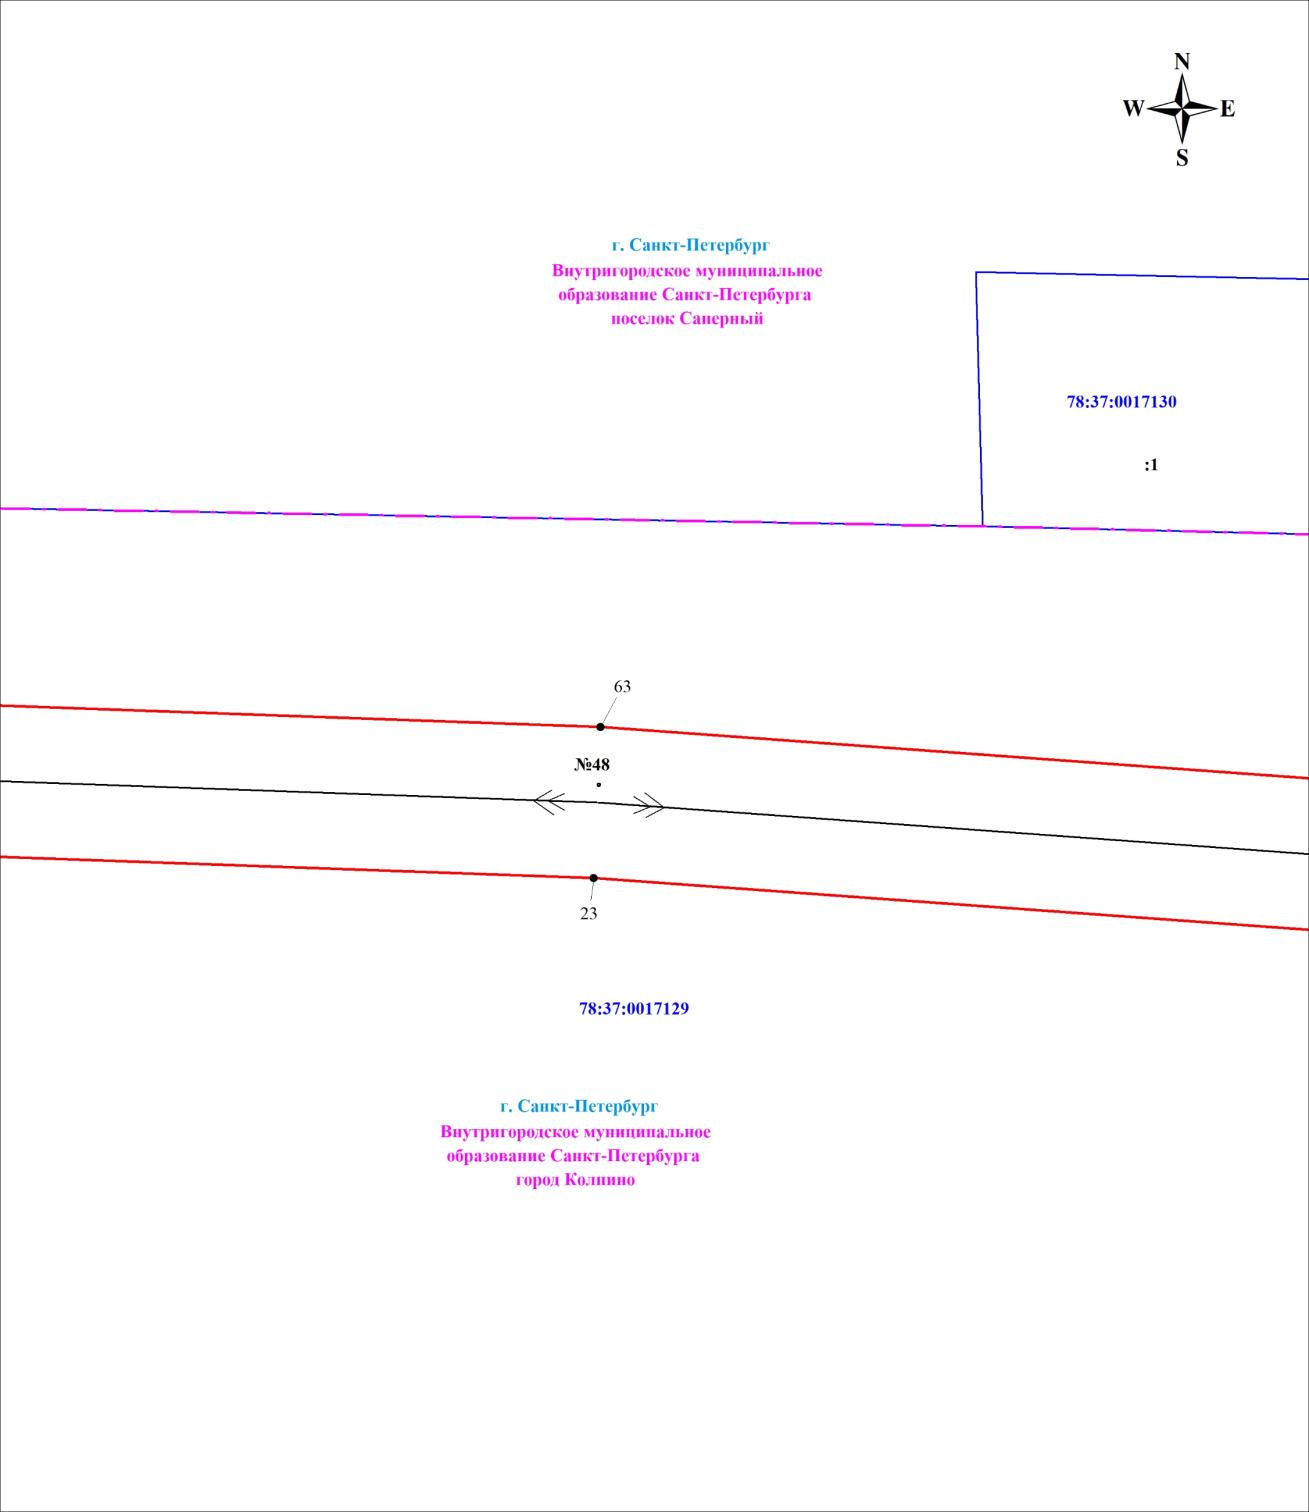 N
W E
S
г. Санкт-Петербург
Внутригородское муниципальное
образование Санкт-Петербурга
поселок Саперный
78:37:0017130
:1
63
№48
23
78:37:0017129
г. Санкт-Петербург
Внутригородское муниципальное
образование Санкт-Петербурга
город Колпино